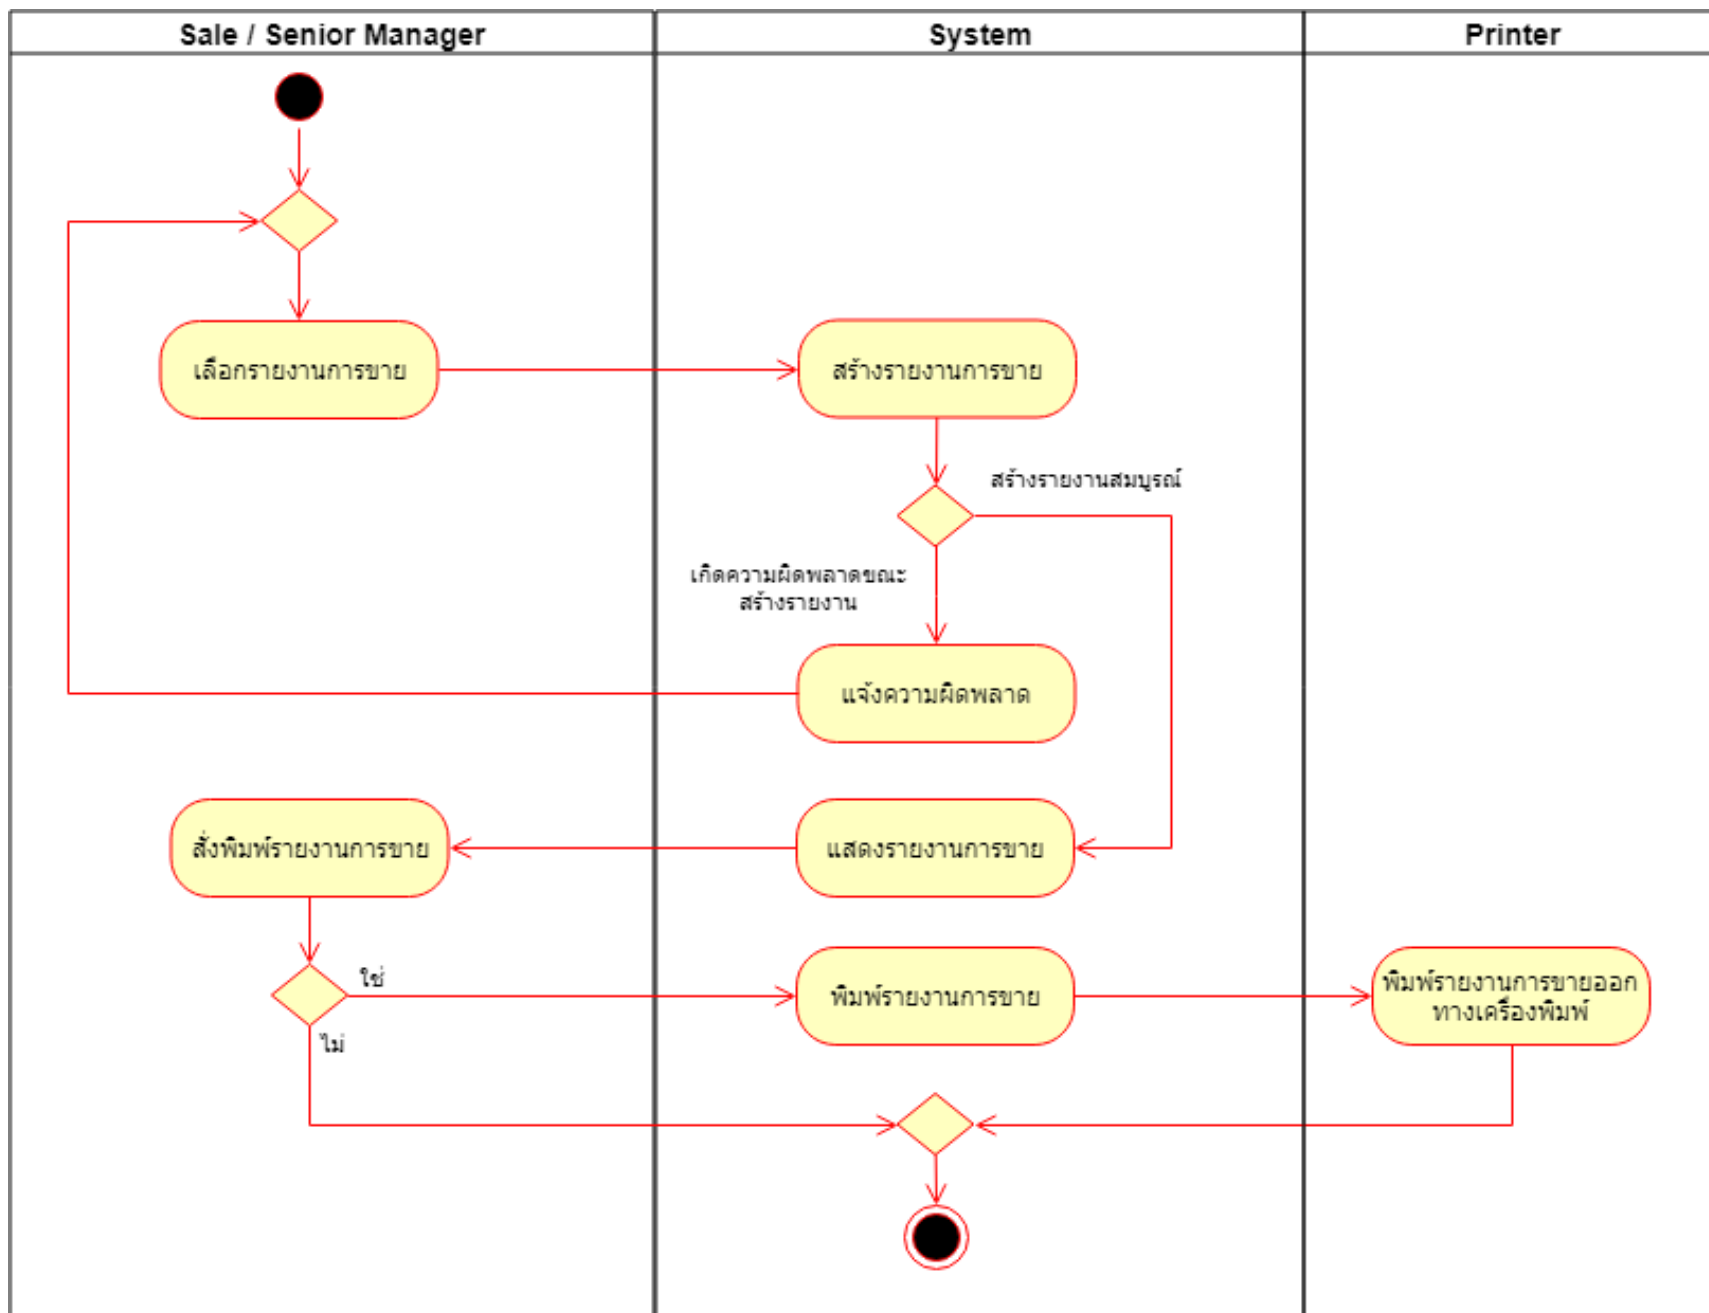 Sale / Senior Manager
System
Printer
เลือกรายงานการขาย
สร้างรายงานการขาย
สร้างรายงานสมบูรณ์
เกิดความผิดพลาดขณะ
สร้างรายงาน
แจ้งความผิดพลาด
สั่งพิมพ์รายงานการขาย
แสดงรายงานการขาย
ใช่
พิมพ์รายงานการขาย
พิมพ์รายงานการขายออก
ทางเครื่องพิมพ์
ไม่